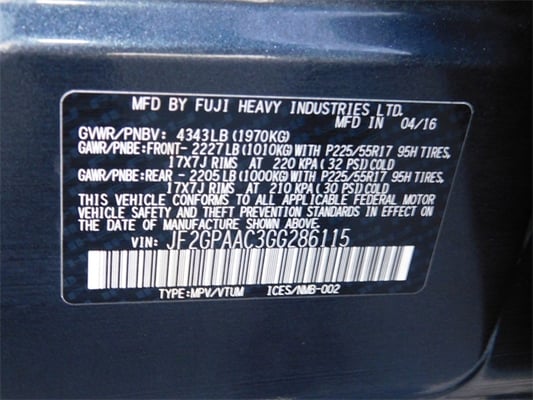 MFD BY FUJI HEAVY INDUSTRIES LTD.
MFD IN 04/16
GVWR/PNBV: 4343LB(1970KG)
GAWR/PNBE:FRONT- 2227LB(1010KG)WITH P225/55R17 95H TIRES,
17X7J RIMS AT 220 KPA(32 PSI)COLD
GAWR/PNBE:REAR - 2205LB(1000KG)WITH P225/55R17 95H TIRES,
17X7J RIMS AT 210 KPA(30 PSI)COLD
THIS VEHICLE CONFORMS TO ALL APPLICABLE FEDERAL MOTOR
VEHICLE SAFETY AND THEFT PREVENTION STANDARDS IN EFFECT
ON THE DATE OF MANUFACTURE SHOWN ABOVE.
VIN: JF2GPAAC3GG286115
TYPE:MPV/VTUM ICES/NMB-002